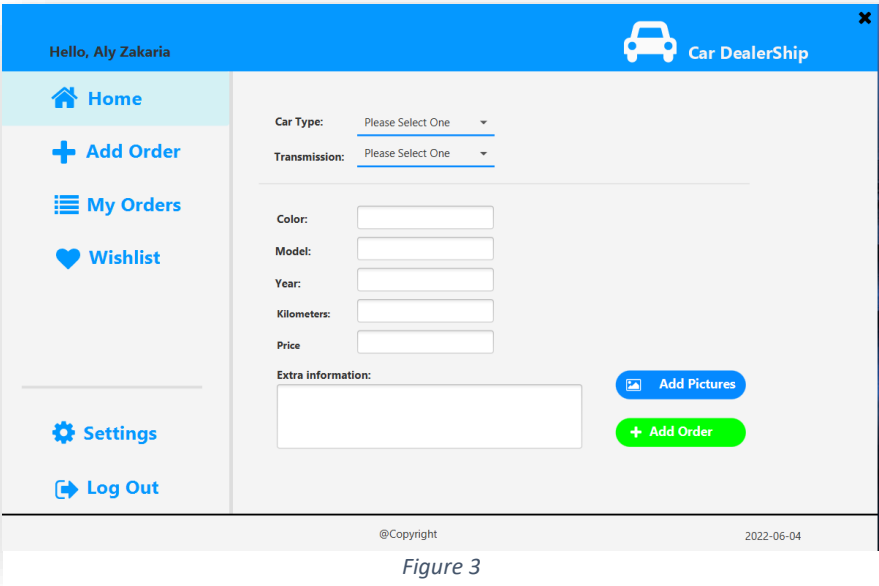 Hello, Aly Zakaria
Car DealerShip
Home
Add Order
My Orders
Wishlist
Settings
Log Out
Car Type: Please Select One
Transmission: Please Select One
Color:
Model:
Year:
Kilometers:
Price
Extra information:
Add Pictures
Add Order
@Copyright 2022-06-04
Figure 3